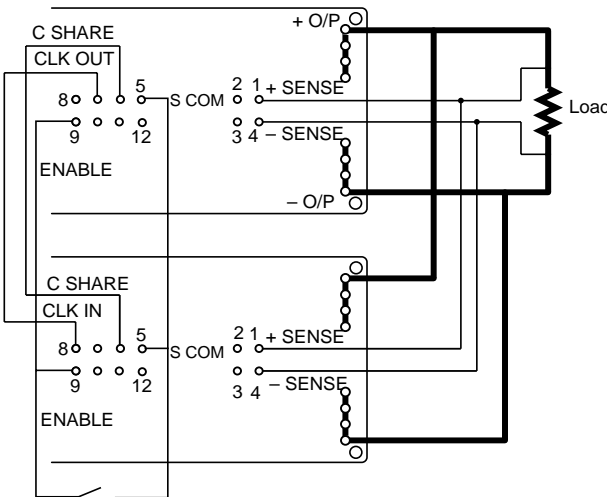 + O/P
C SHARE
CLK OUT
5
8
S COM
2 1
+ SENSE
Load
9
12
3 4
– SENSE
ENABLE
– O/P
C SHARE
CLK IN
5
8
S COM
2 1
+ SENSE
9
12
3 4
– SENSE
ENABLE